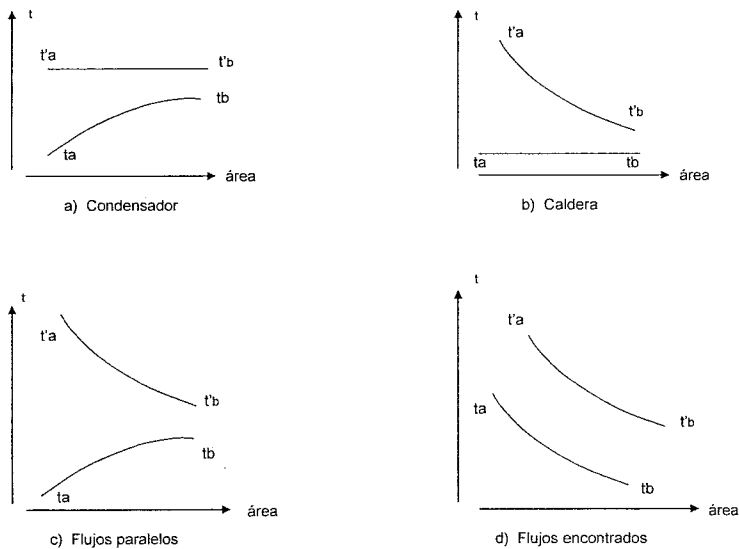 t
t'a
t'b
tb
ta
área
a) Condensador
t
t'a
t'b
ta
tb
área
b) Caldera
t
t'a
t'b
tb
ta
área
c) Flujos paralelos
t
t'a
ta
t'b
tb
área
d) Flujos encontrados